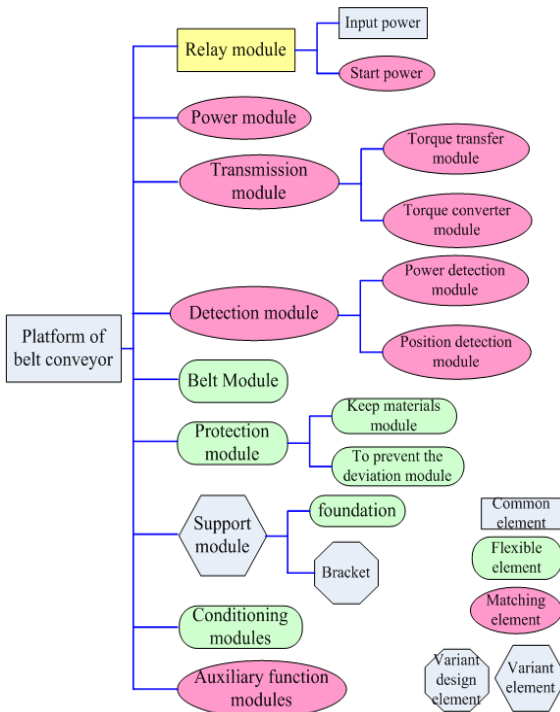 Input power
Relay module
Start power
Power module
Torque transfer
module
Transmission
module
Torque converter
module
Power detection
module
Detection module
Position detection
module
Platform of
belt conveyor
Belt Module
Keep materials
module
Protection
module
To prevent the
deviation module
foundation
Support
module
Bracket
Conditioning
modules
Auxiliary function
modules
Common
element
Flexible
element
Matching
element
Variant
design
element
Variant
element